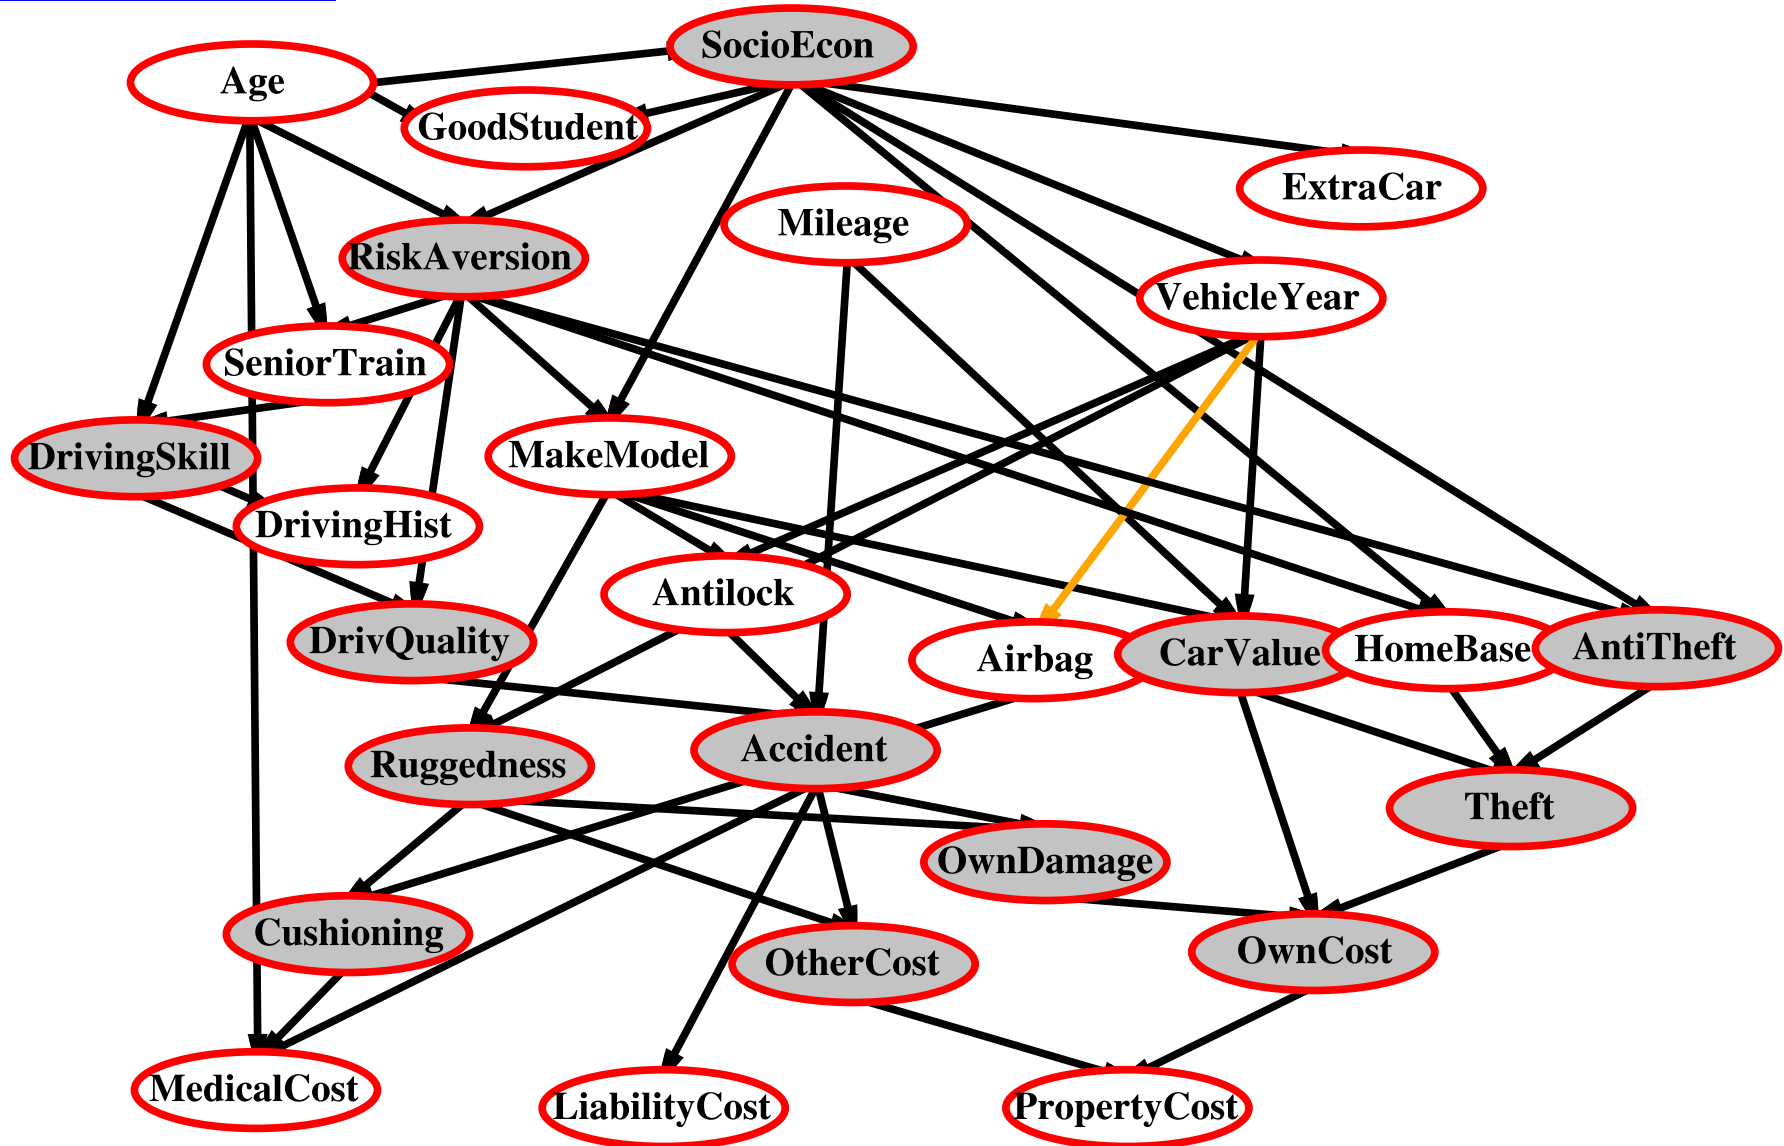 SocioEcon
Age
GoodStudent
ExtraCar
Mileage
RiskAversion
VehicleYear
SeniorTrain
DrivingSkill
MakeModel
DrivingHist
Antilock
DrivQuality
Airbag
CarValue
HomeBase
AntiTheft
Ruggedness
Accident
Theft
OwnDamage
Cushioning
OtherCost
OwnCost
MedicalCost
LiabilityCost
PropertyCost